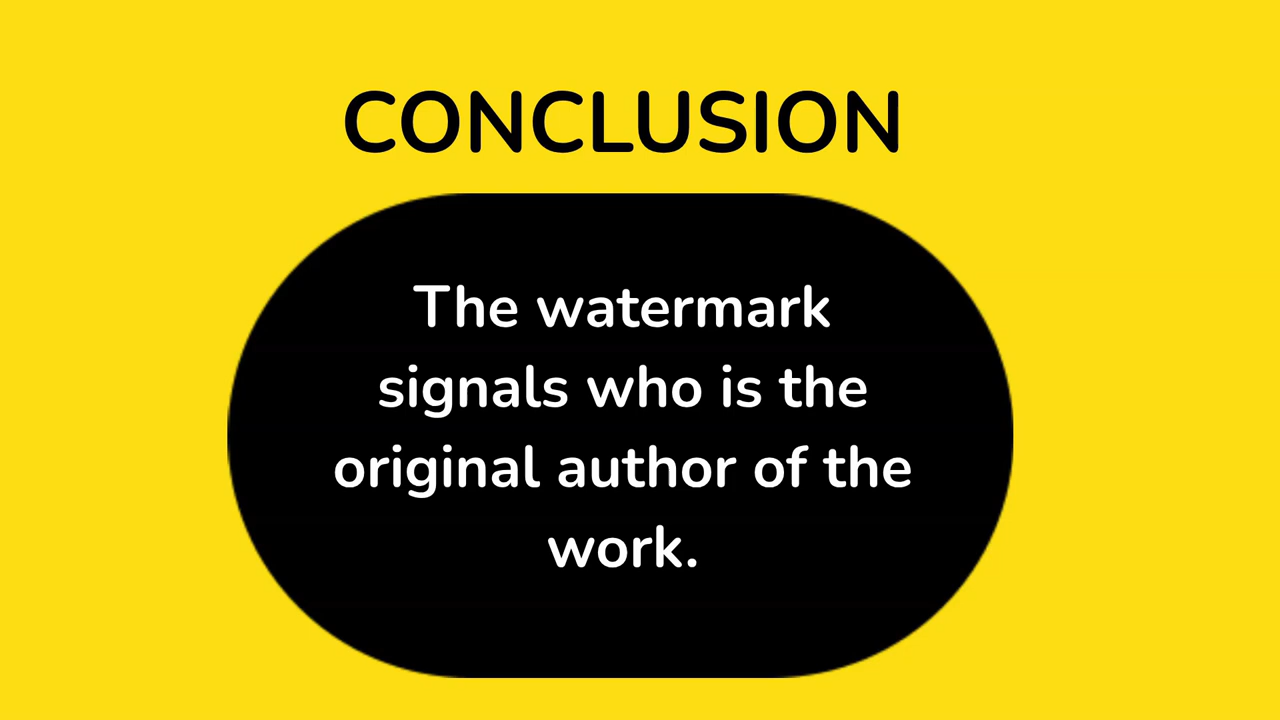 CONCLUSION
The watermark
signals who is the
original author of the
work.